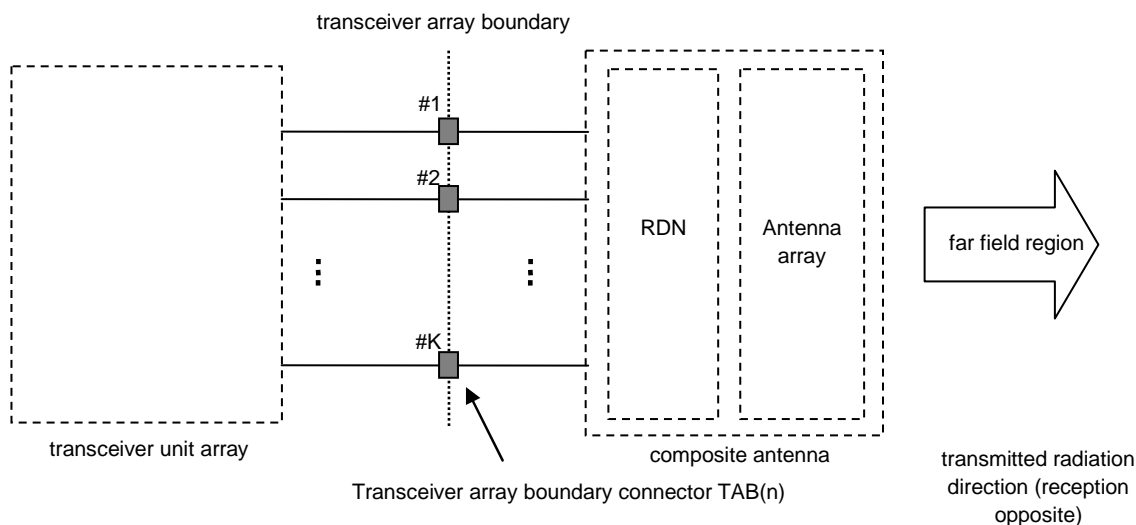 transceiver array boundary
#1
#2
#K
RDN
Antenna
array
far field region
transceiver unit array
composite antenna
Transceiver array boundary connector TAB(n)
transmitted radiation
direction (reception
opposite)